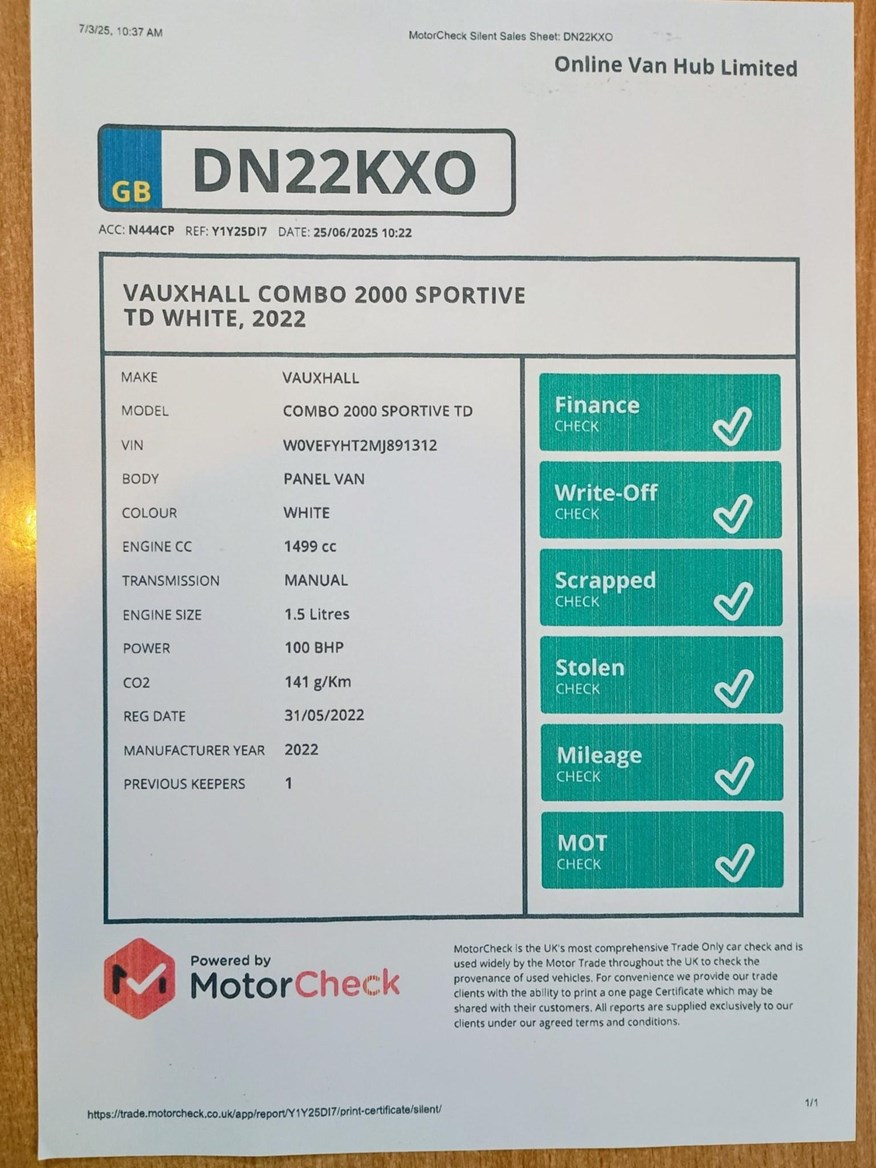 7/3/25, 10:37 AM
MotorCheck Silent Sales Sheet: DN22KXO
Online Van Hub Limited
GB
DN22KXO
ACC: N444CP REF: Y1Y25DI7 DATE: 25/06/2025 10:22
VAUXHALL COMBO 2000 SPORTIVE
TD WHITE, 2022
MAKE VAUXHALL
MODEL COMBO 2000 SPORTIVE TD
VIN W0VEFYHT2MJ891312
BODY PANEL VAN
COLOUR WHITE
ENGINE CC 1499 cc
TRANSMISSION MANUAL
ENGINE SIZE 1.5 Litres
POWER 100 BHP
CO2 141 g/Km
REG DATE 31/05/2022
MANUFACTURER YEAR 2022
PREVIOUS KEEPERS 1
Finance
CHECK
Write-Off
CHECK
Scrapped
CHECK
Stolen
CHECK
Mileage
CHECK
MOT
CHECK
Powered by
MotorCheck
MotorCheck is the UK's most comprehensive Trade Only car check and is
used widely by the Motor Trade throughout the UK to check the
provenance of used vehicles. For convenience we provide our trade
clients with the ability to print a one page Certificate which may be
shared with their customers. All reports are supplied exclusively to our
clients under our agreed terms and conditions.
https://trade.motorcheck.co.uk/app/report/Y1Y25DI7/print-certificate/silent/
1/1